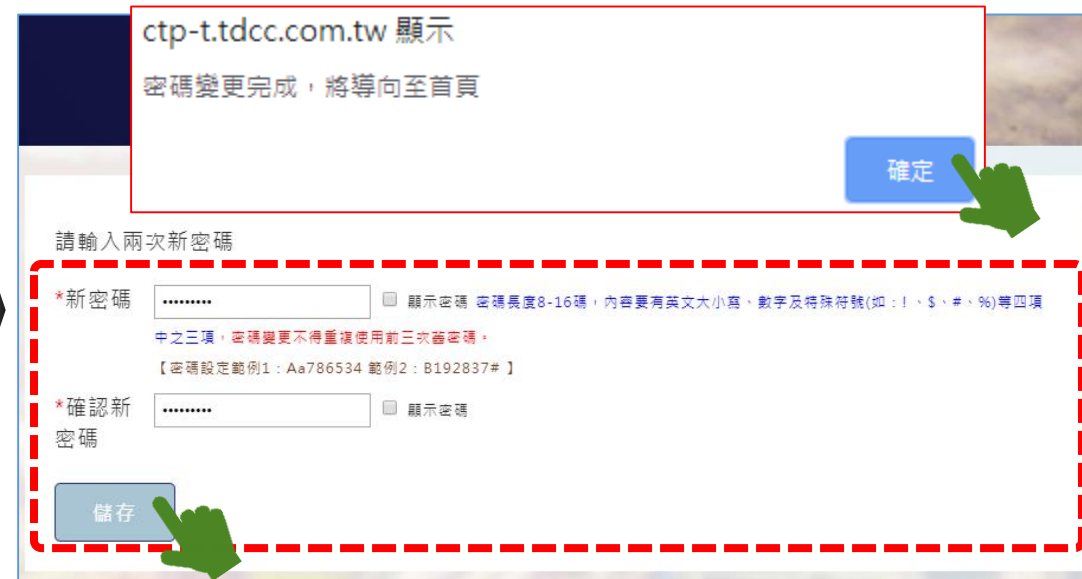 ctp-t.tdcc.com.tw 顯示
密碼變更完成，將導向至首頁
確定
請輸入兩次新密碼
*新密碼 ········· 顯示密碼 密碼長度8-16碼，內容要有英文大小寫、數字及特殊符號(如：!、$、#、%)等四項
中之三項，密碼變更不得重複使用前三次舊密碼。
【密碼設定範例1：Aa786534 範例2：B192837# 】
*確認新 ········· 顯示密碼
密碼
儲存